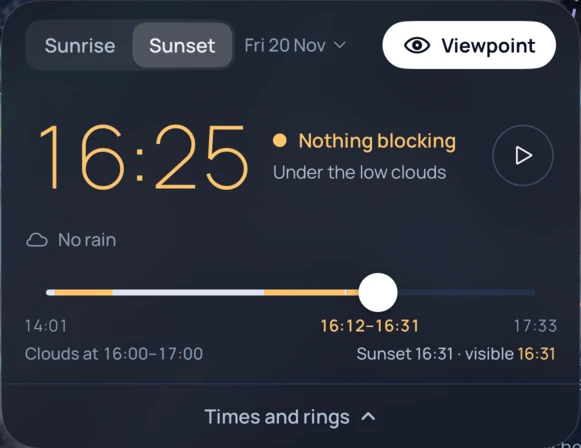 Sunrise Sunset Fri 20 Nov Viewpoint
16:25
Nothing blocking
Under the low clouds
No rain
14:01 16:12–16:31 17:33
Clouds at 16:00–17:00 Sunset 16:31 · visible 16:31
Times and rings